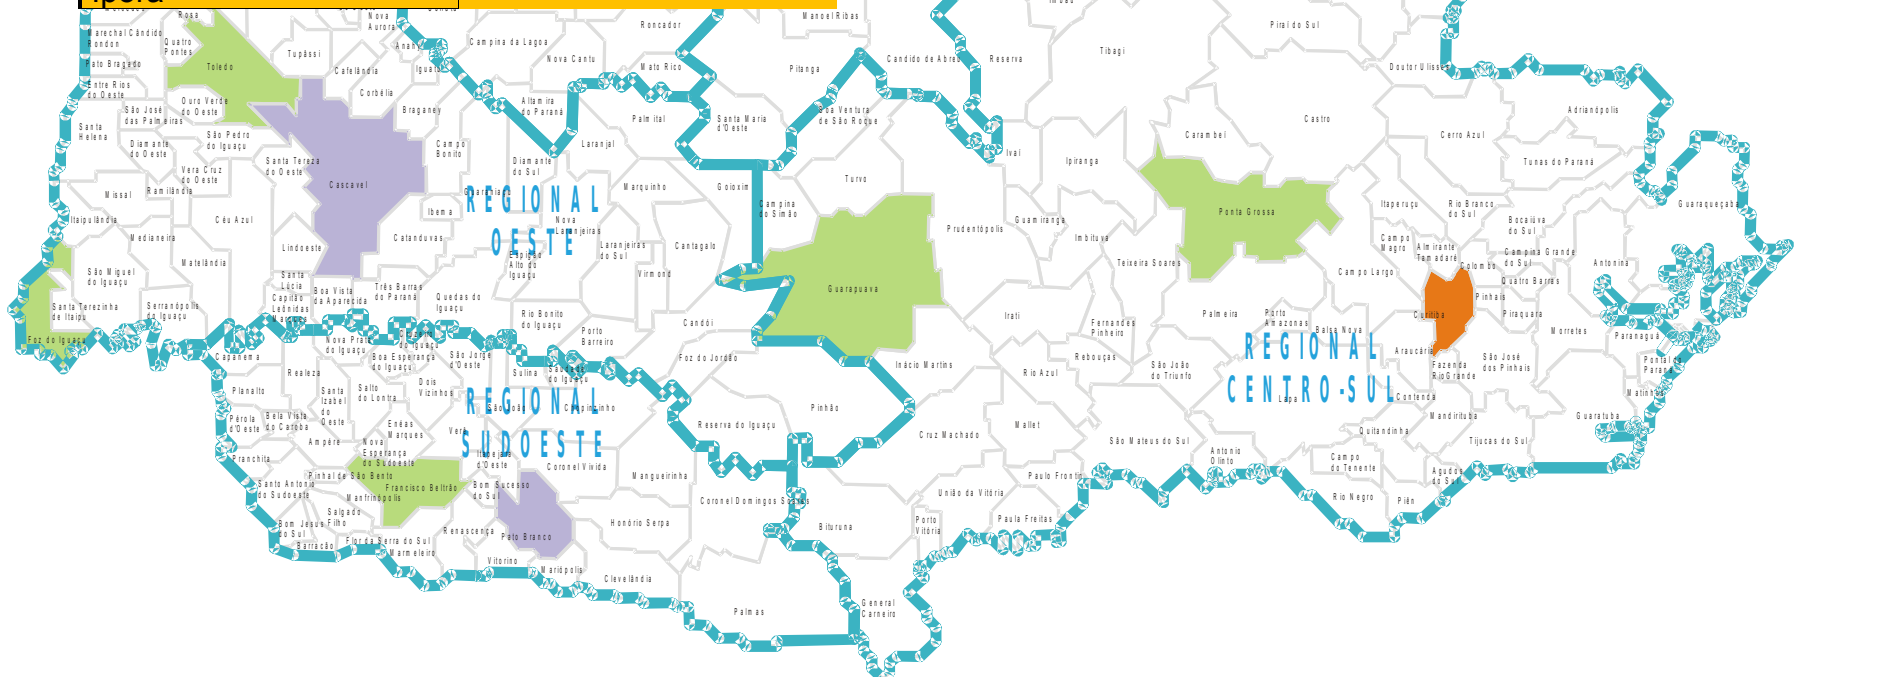 Rosa
Nova
Aurora
Roncador
Manoel Ribas
Piraí do Sul
Marechal Cândido
Rondon
Quatro
Pontes
Tupãssi
Campina da Lagoa
Nova Cantu
Mato Rico
Pitanga
Candido de Abreu
Reserva
Tibagi
Doutor Ulisses
Pato Bragado
Toledo
Cafelândia
Iguatu
Entre Rios
do Oeste
Corbélia
Ouro Verde
do Oeste
Braganey
Altamira
do Paraná
Palmital
Santa Maria
d'Oeste
Boa Ventura
de São Roque
Castro
Adrianópolis
São José
das Palmeiras
Santa
Helena
São Pedro
do Iguaçu
Diamante
do Oeste
Campo
Bonito
Laranjal
Ivaí
Ipiranga
Carambeí
Cerro Azul
Tunas do Paraná
Santa Tereza
do Oeste
Vera Cruz
do Oeste
Diamante
do Sul
Cascavel
Marquinho
Goioxim
Turvo
Missal
Ramilândia
REGIONAL
OESTE
Guaraniaçu
Ibema
Campina
do Simão
Itaperuçu
Rio Branco
do Sul
Guaraqueçaba
Itaipulândia
Céu Azul
Nova
Laranjeiras
Guamiranga
Prudentópolis
Ponta Grossa
Bocaiúva
do Sul
Medianeira
Lindoeste
Catanduvas
Laranjeiras
do Sul
Cantagalo
Imbituva
Campo
Magro
Almirante
Tamadaré
Campina Grande
do Sul
Espigão
Alto do
Iguaçu
Matelândia
Teixeira Soares
Campo Largo
Colombo
Antonina
São Miguel
do Iguaçu
Santa
Lúcia
Virmond
Guarapuava
Quatro Barras
Boa Vista
da Aparecida
Três Barras
do Paraná
Quedas do
Iguaçu
Pinhais
Santa Terezinha
de Itaipu
Serranópolis
do Iguaçu
Capitão
Leônidas
Marques
Rio Bonito
do Iguaçu
Candói
Irati
Fernandes
Pinheiro
Palmeira
Porto
Amazonas
Balsa Nova
Curitiba
Piraquara
Morretes
Paranaguá
Foz do Iguaçu
Nova Prata
do Iguaçu
Cruzeiro
do Iguaçu
Porto
Barreiro
REGIONAL
CENTRO-SUL
Capanema
Boa Esperança
do Iguaçu
São Jorge
d'Oeste
Foz do Jordão
Inácio Martins
Rebouças
Araucária
São José
dos Pinhais
Pontal do
Paraná
Realeza
Sulina
Saudade
do Iguaçu
Rio Azul
São João
do Triunfo
Fazenda
Rio Grande
Planalto
Santa
Izabel
do
Oeste
Salto
do Lontra
Dois
Vizinhos
REGIONAL
SUDOESTE
São João
Chopinzinho
Pinhão
Lapa
Contenda
Matinhos
Pérola
d'Oeste
Bela Vista
da Caroba
Enéas
Marques
Verê
Reserva do Iguaçu
Cruz Machado
Mallet
Mandirituba
Quitandinha
Guaratuba
Ampére
Nova
Esperança
do Sudoeste
Itapejara
d'Oeste
São Mateus do Sul
Antonio
Olinto
Tijucas do Sul
Pranchita
Coronel Vivida
Mangueirinha
Campo
do Tenente
Pinhal de São Bento
Santo Antonio
do Sudoeste
Francisco Beltrão
Bom Sucesso
do Sul
Paulo Frontin
Agudos
do Sul
Manfrinópolis
Coronel Domingos Soares
União da Vitória
Rio Negro
Piên
Salgado
Filho
Bom Jesus
do Sul
Renascença
Pato Branco
Honório Serpa
Bituruna
Porto
Vitória
Paula Freitas
Barracão
Flor da Serra do Sul
Marmeleiro
Vitorino
Mariópolis
Clevelândia
Palmas
General
Carneiro